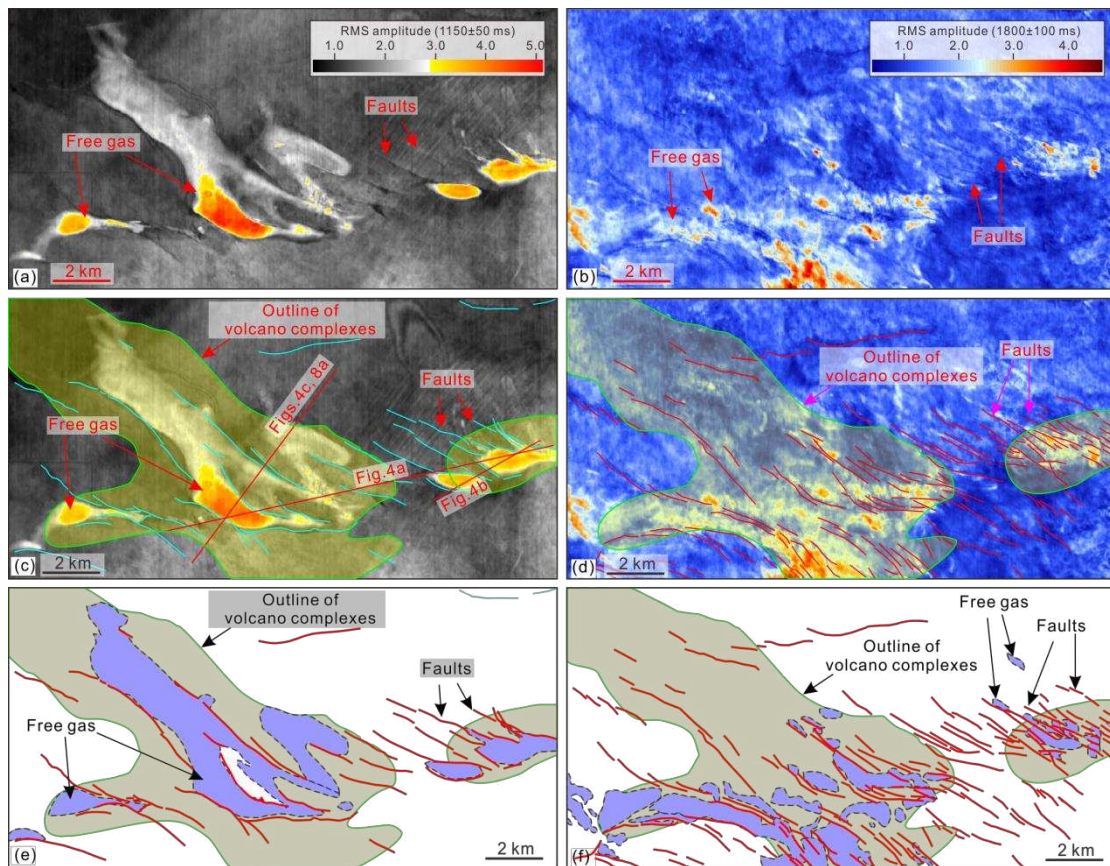 RMS amplitude (1150±50 ms)
1.0 2.0 3.0 4.0 5.0
Faults
Free gas
(a)
2 km
RMS amplitude (1800±100 ms)
1.0 2.0 3.0 4.0
Free gas
Faults
(b)
2 km
Outline of
volcano complexes
Figs. 4c, 8a
Faults
Free gas
Fig.4a
Fig.4b
(c)
2 km
Outline of
volcano complexes
Faults
(d)
2 km
Outline of
volcano complexes
Faults
Free gas
(e)
2 km
Free gas
Faults
Outline of
volcano complexes
(f)
2 km